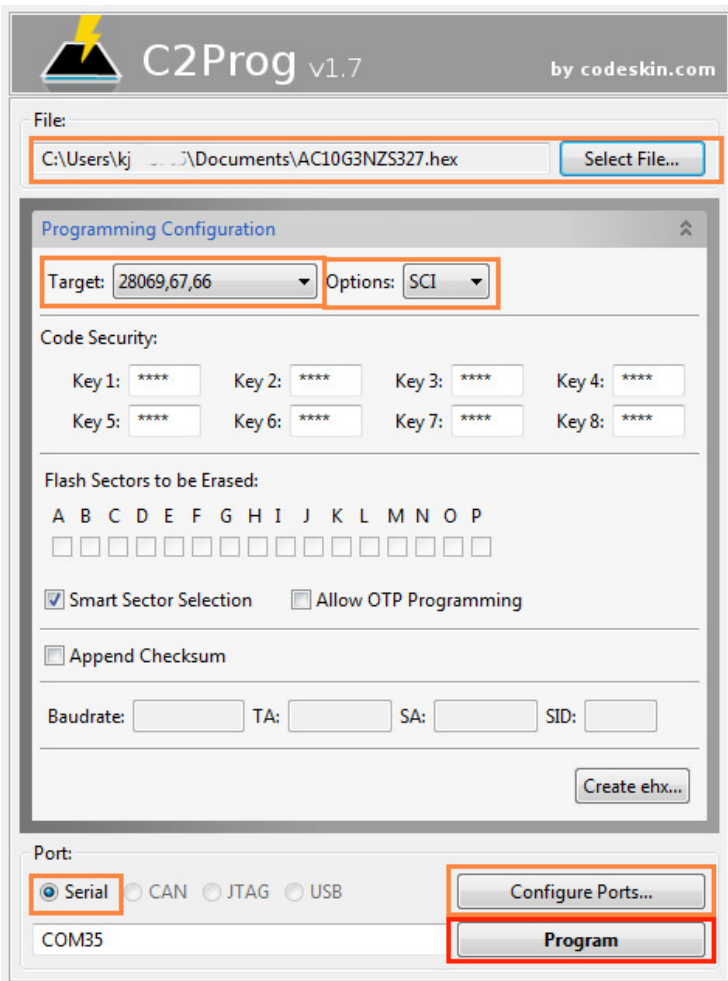 C2Prog v1.7 by codeskin.com
File:
C:\Users\kj \Documents\AC10G3NZS327.hex Select File...
Programming Configuration
Target: 28069,67,66 Options: SCI
Code Security:
Key 1: **** Key 2: **** Key 3: **** Key 4: ****
Key 5: **** Key 6: **** Key 7: **** Key 8: ****
Flash Sectors to be Erased:
A B C D E F G H I J K L M N O P
Smart Sector Selection Allow OTP Programming
Append Checksum
Baudrate: TA: SA: SID:
Create ehx...
Port:
Serial CAN JTAG USB Configure Ports...
COM35 Program